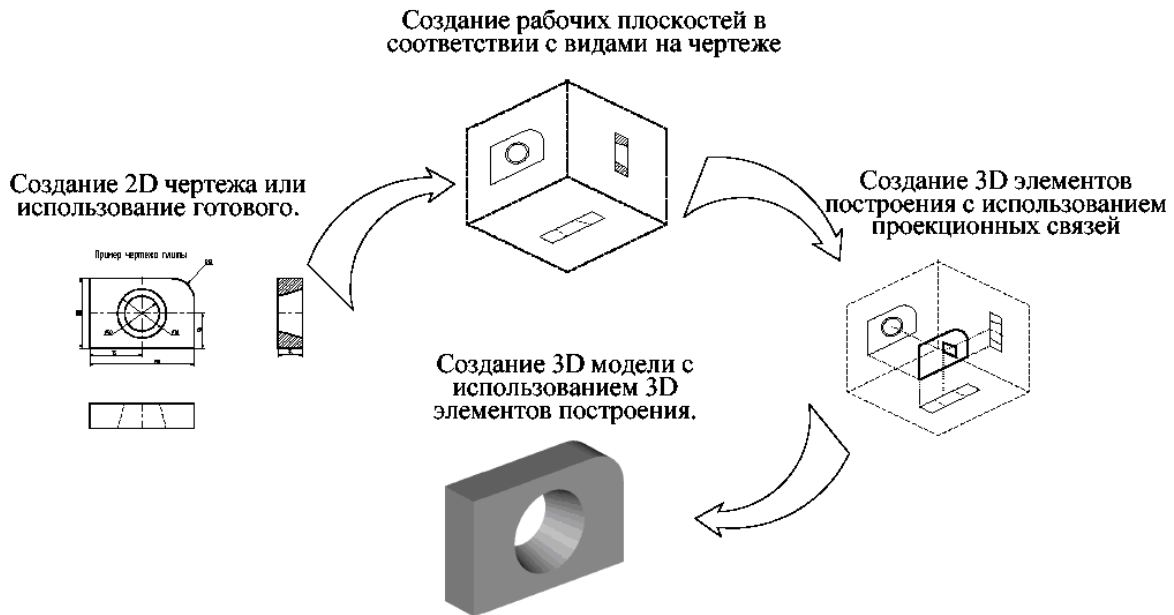 Создание рабочих плоскостей в
соответствии с видами на чертеже
Создание 2D чертежа или
использование готового.
Пример чертежа плиты
Создание 3D элементов
построения с использованием
проекционных связей
Создание 3D модели с
использованием 3D
элементов построения.